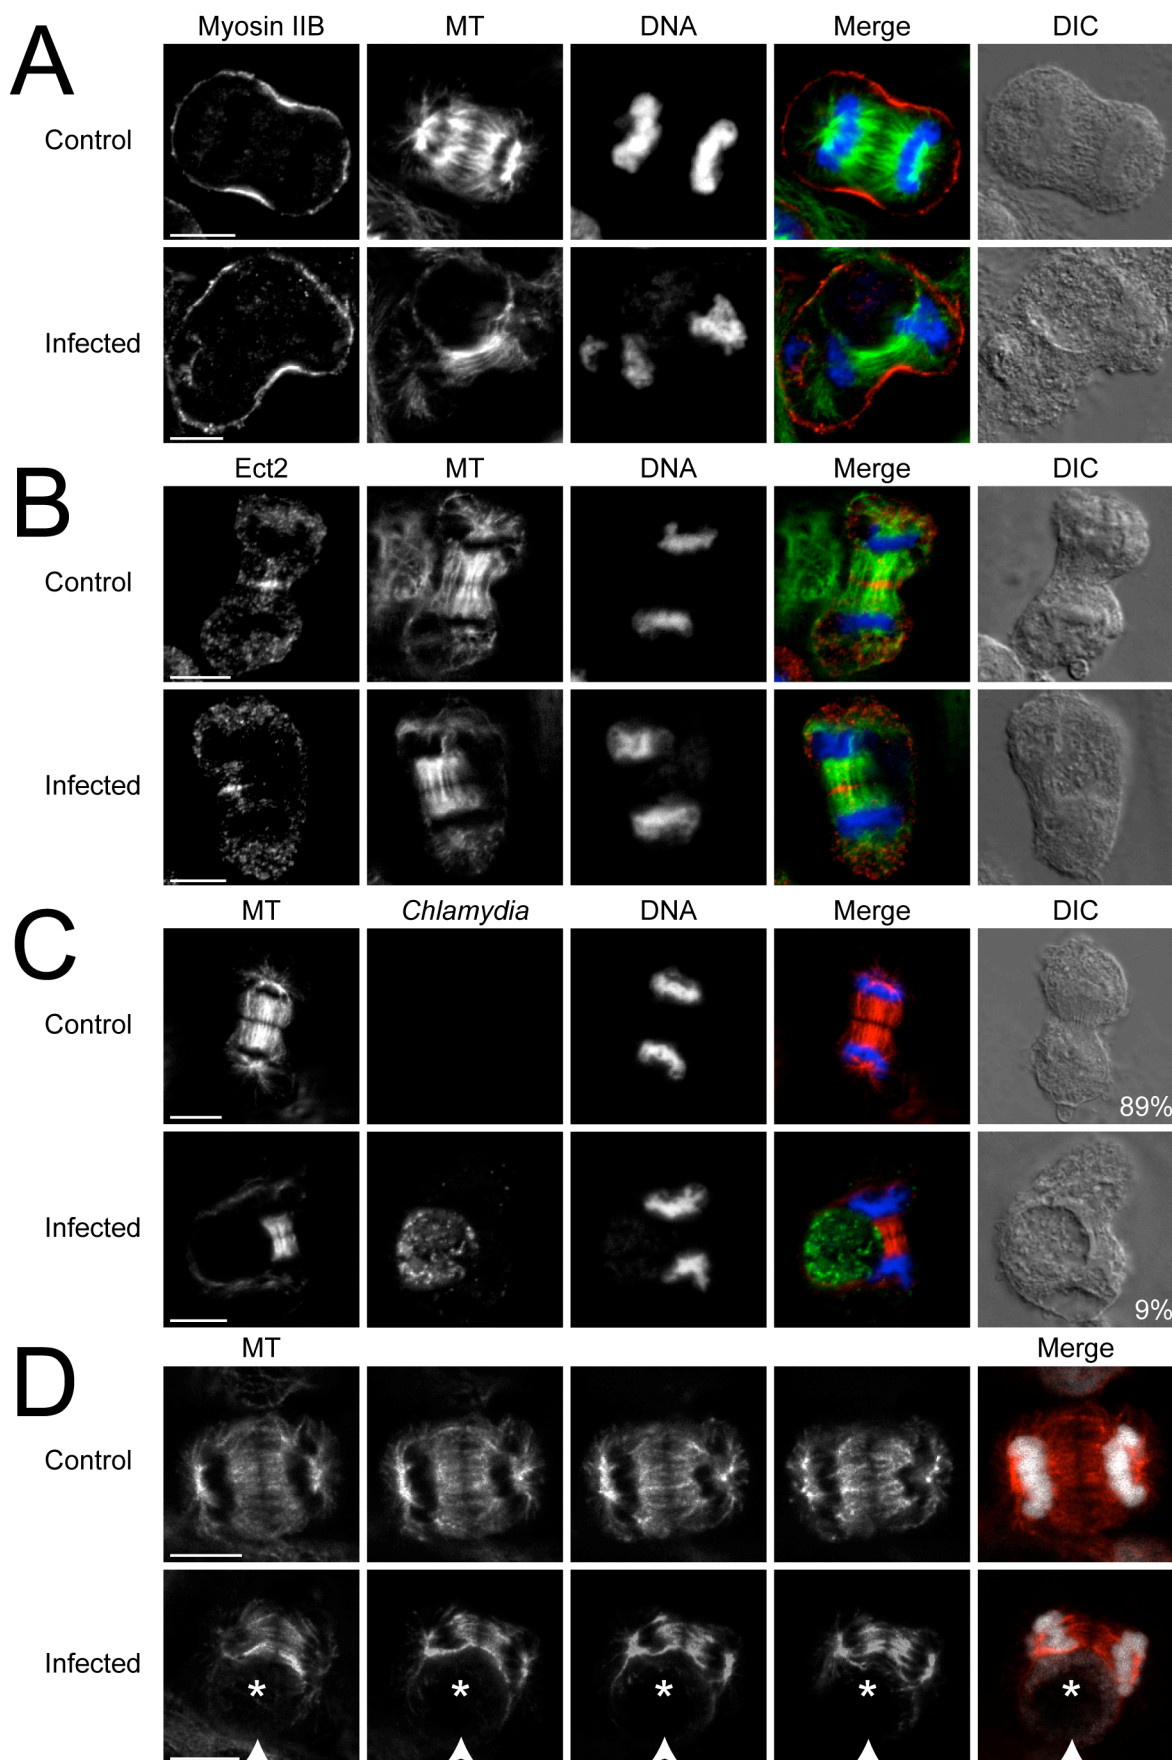 A
Myosin IIB MT DNA Merge DIC
Control
Infected
B
Ect2 MT DNA Merge DIC
Control
Infected
C
MT Chlamydia DNA Merge DIC
Control
89%
Infected
9%
D
MT Merge
Control
Infected
* * * * *